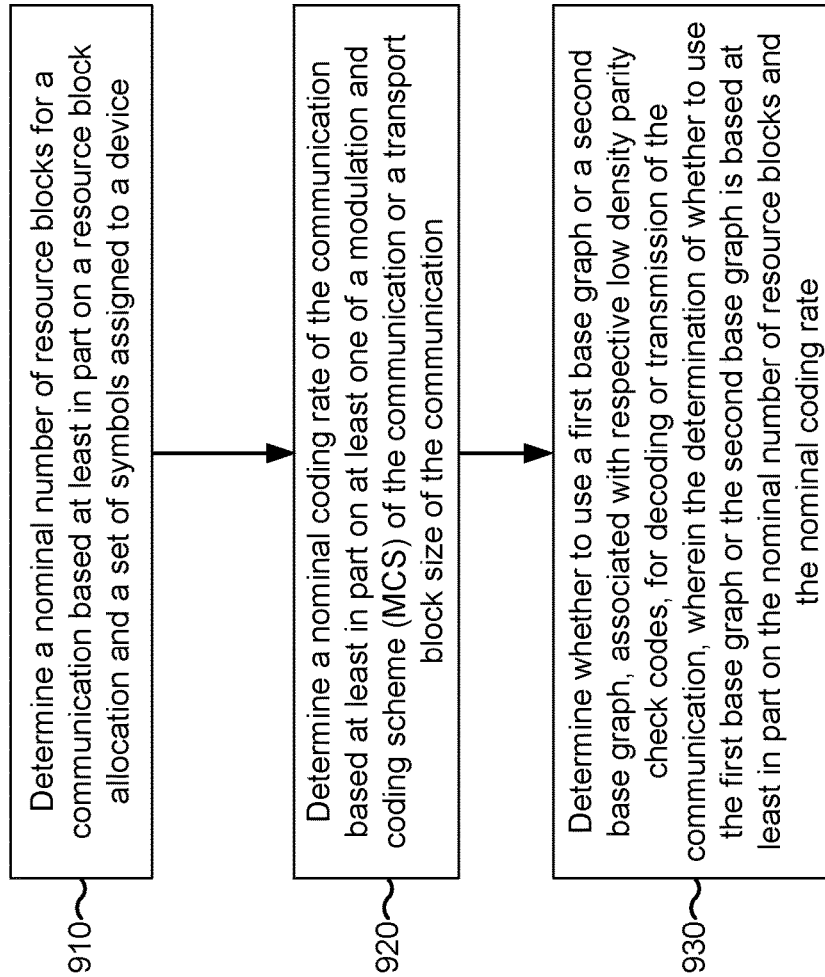 910
Determine a nominal number of resource blocks for a
communication based at least in part on a resource block
allocation and a set of symbols assigned to a device
920
Determine a nominal coding rate of the communication
based at least in part on at least one of a modulation and
coding scheme (MCS) of the communication or a transport
block size of the communication
930
Determine whether to use a first base graph or a second
base graph, associated with respective low density parity
check codes, for decoding or transmission of the
communication, wherein the determination of whether to use
the first base graph or the second base graph is based at
least in part on the nominal number of resource blocks and
the nominal coding rate